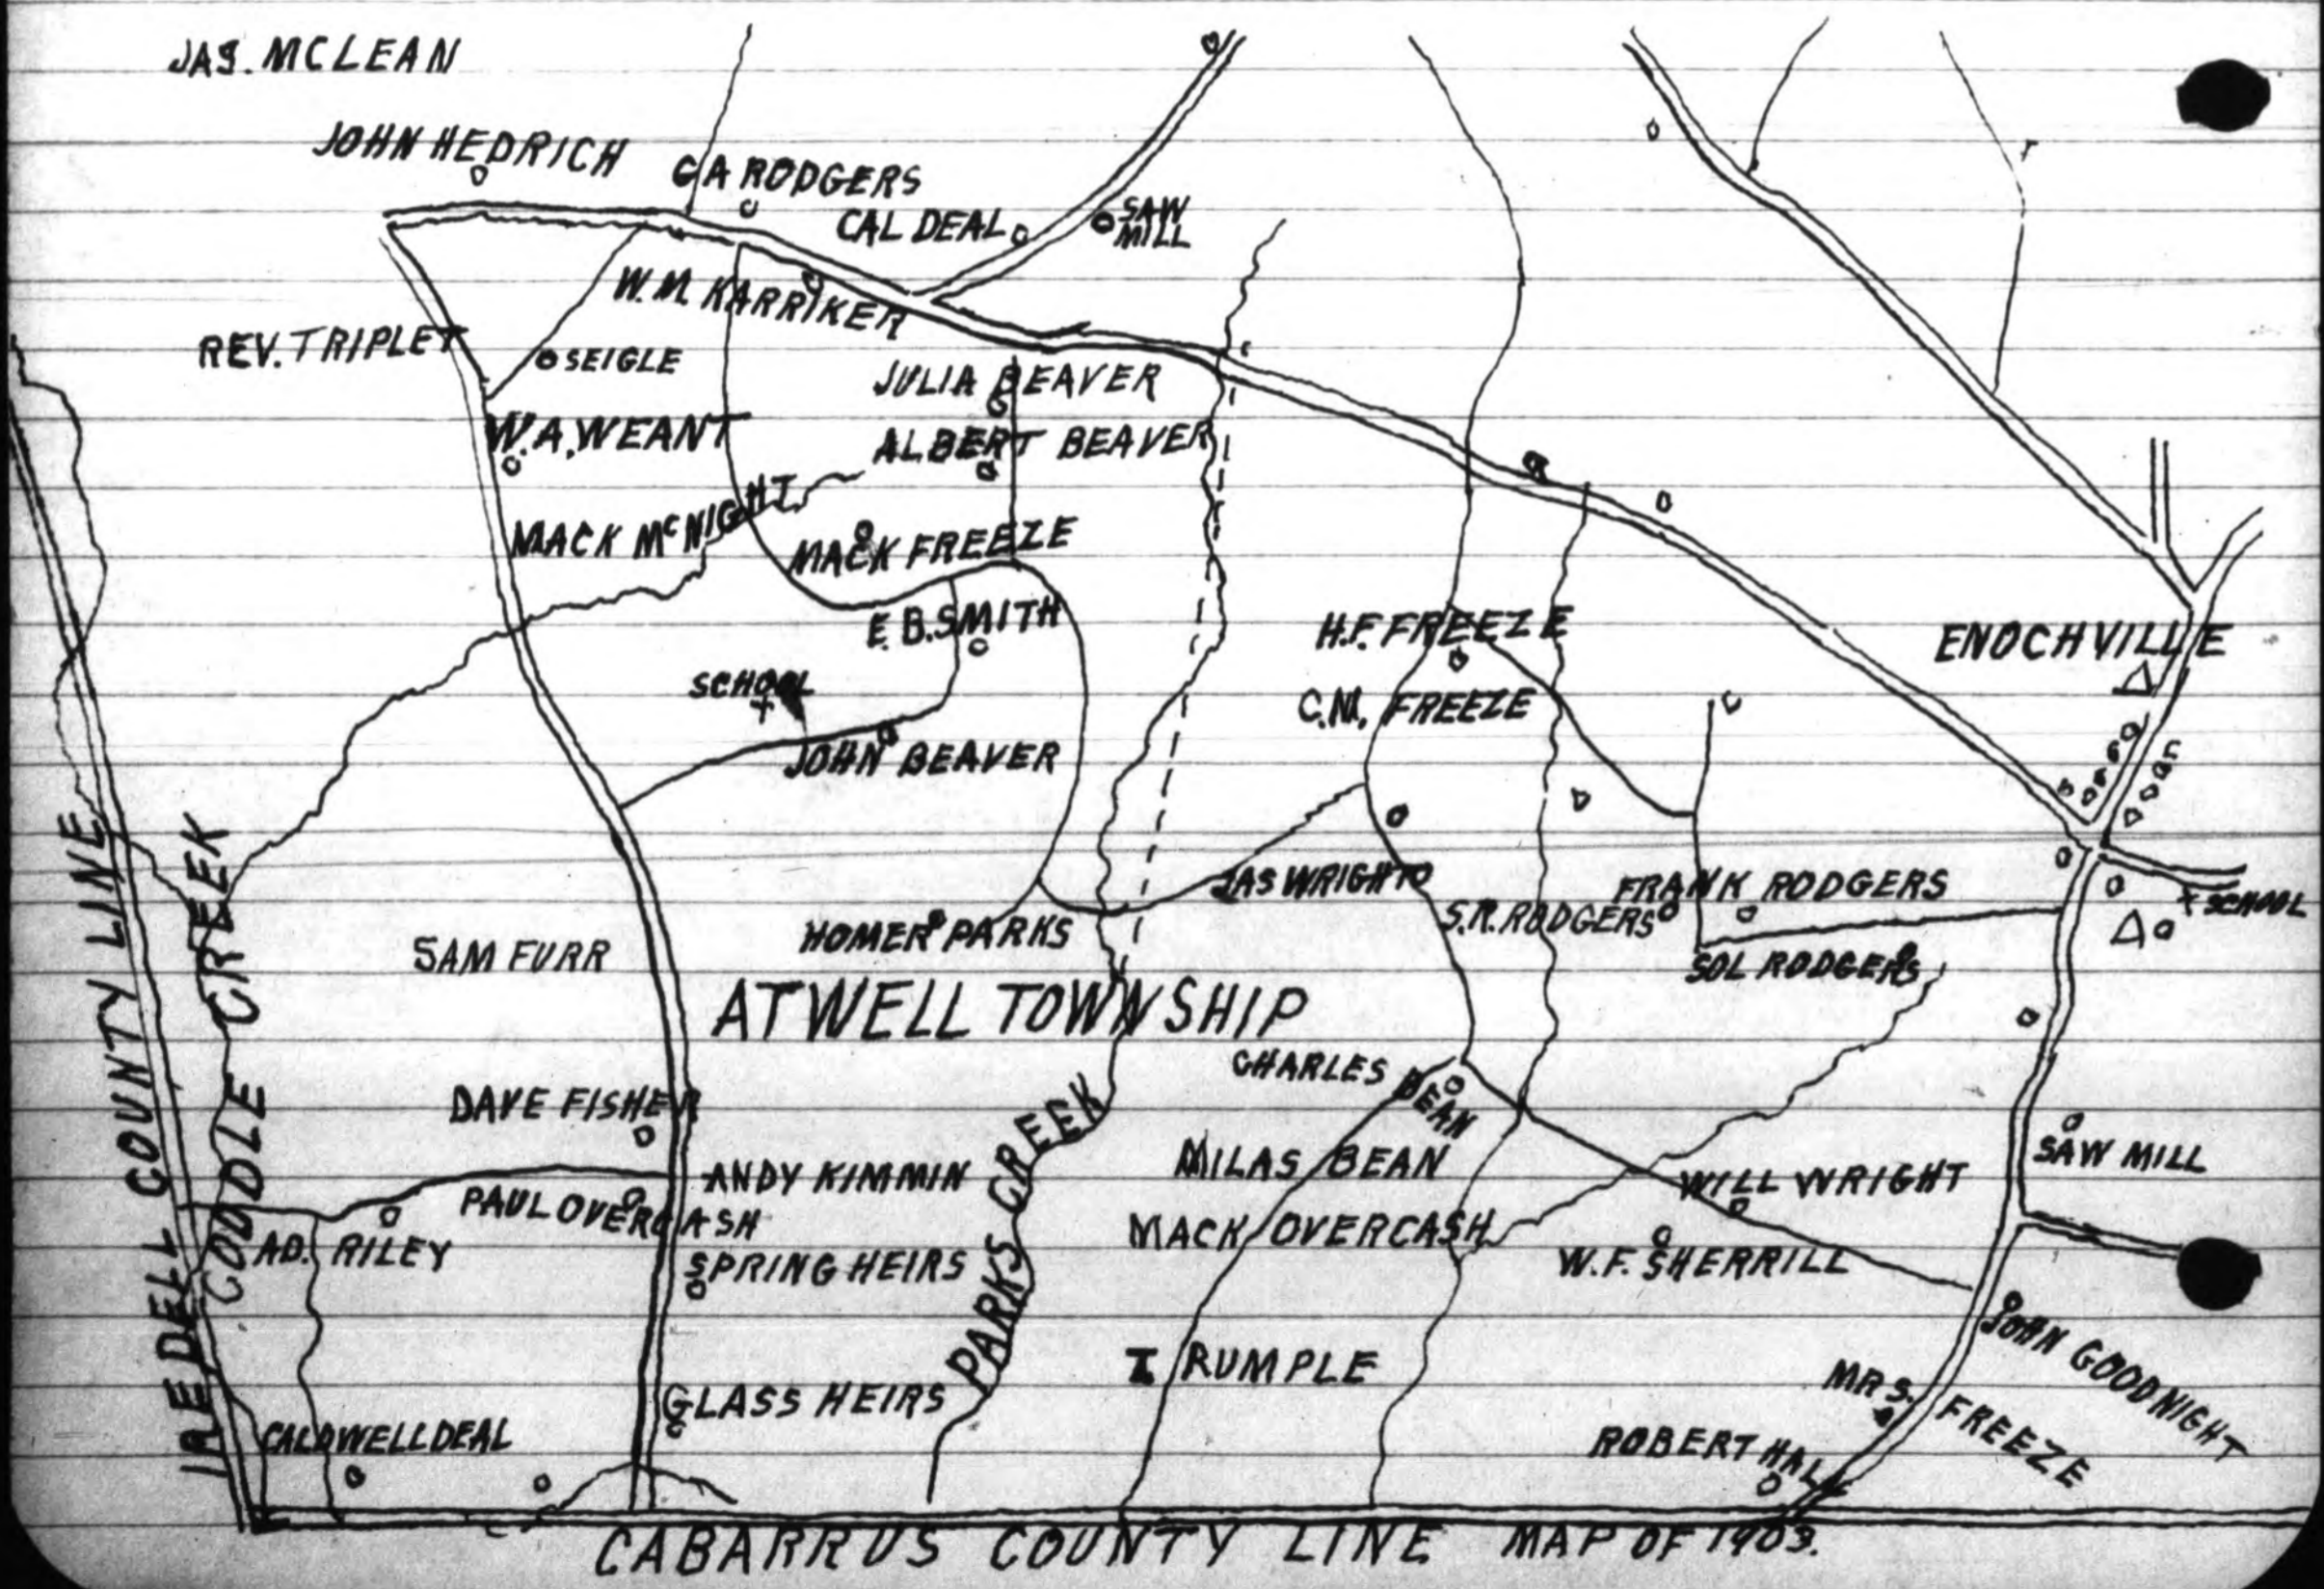 JAS. MCLEAN
JOHN HEDRICH
G A RODGERS
CAL DEAL
SAW
MILL
W. M. KARRIKER
REV. TRIPLET
SEIGLE
JULIA BEAVER
W. A. WEANT
ALBERT BEAVER
MACK McNIGHT
MACK FREEZE
E. B. SMITH
H. F. FREEZE
ENOCHVILLE
SCHOOL
C. M. FREEZE
JOHN BEAVER
JAS WRIGHT
FRANK RODGERS
S. R. RODGERS
SCHOOL
HOMER PARKS
SAM FURR
SOL RODGERS
ATWELL TOWNSHIP
IREDELL COUNTY LINE
CODDLE CREEK
CHARLES BEAN
DAVE FISHER
PARKS CREEK
MILAS BEAN
SAW MILL
ANDY KIMMIN
WILL WRIGHT
PAUL OVERCASH
MACK OVERCASH
AD. RILEY
SPRING HEIRS
W. F. SHERRILL
JOHN GOODNIGHT
I RUMPLE
MRS. FREEZE
GLASS HEIRS
CALDWELL DEAL
ROBERT HALL
CABARRUS COUNTY LINE MAP OF 1903.